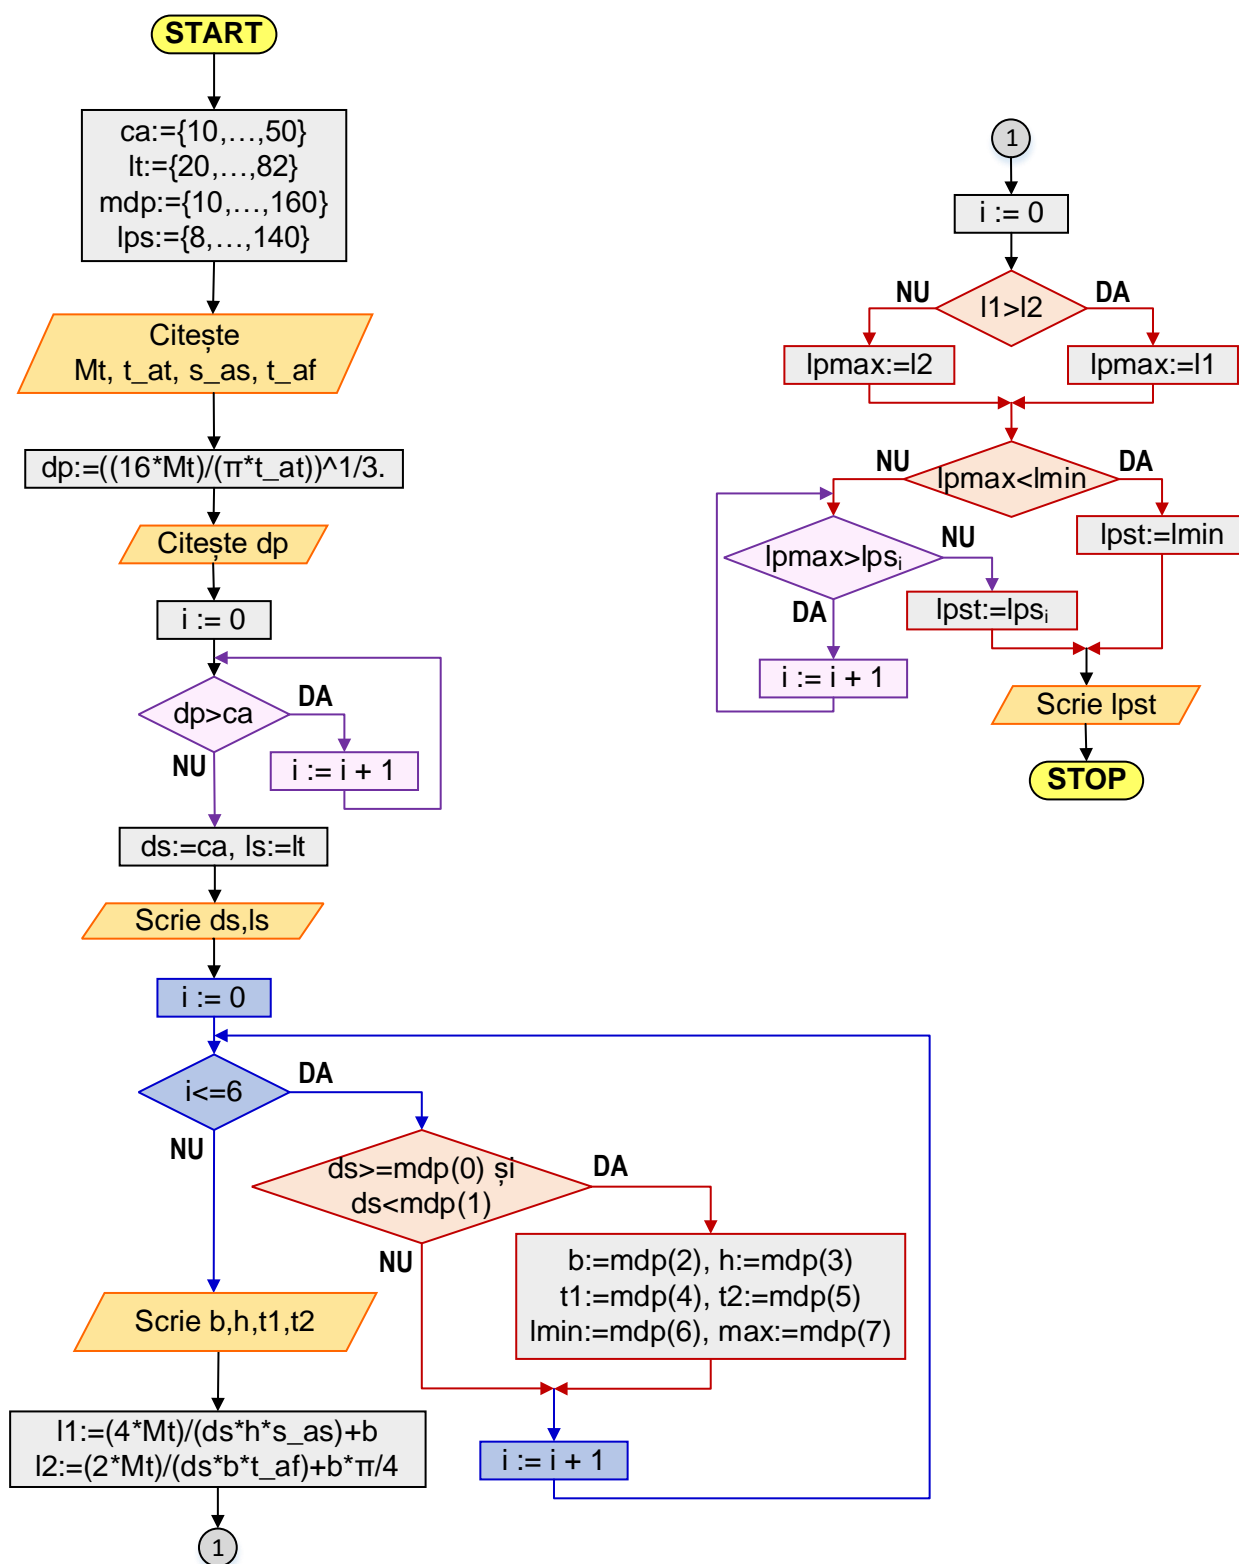 START
ca:={10,…,50}
lt:={20,…,82}
mdp:={10,…,160}
lps:={8,…,140}
Citește
Mt, t_at, s_as, t_af
dp:=((16*Mt)/(π*t_at))^1/3.
Citește dp
i := 0
dp>ca
DA
NU
i := i + 1
ds:=ca, ls:=lt
Scrie ds,ls
i := 0
i<=6
DA
NU
ds>=mdp(0) și
ds<mdp(1)
DA
NU
b:=mdp(2), h:=mdp(3)
t1:=mdp(4), t2:=mdp(5)
lmin:=mdp(6), max:=mdp(7)
i := i + 1
Scrie b,h,t1,t2
l1:=(4*Mt)/(ds*h*s_as)+b
l2:=(2*Mt)/(ds*b*t_af)+b*π/4
1
1
i := 0
l1>l2
NU
DA
lpmax:=l2
lpmax:=l1
lpmax<lmin
NU
DA
lpst:=lmin
lpmax>lpsᵢ
NU
DA
lpst:=lpsᵢ
i := i + 1
Scrie lpst
STOP